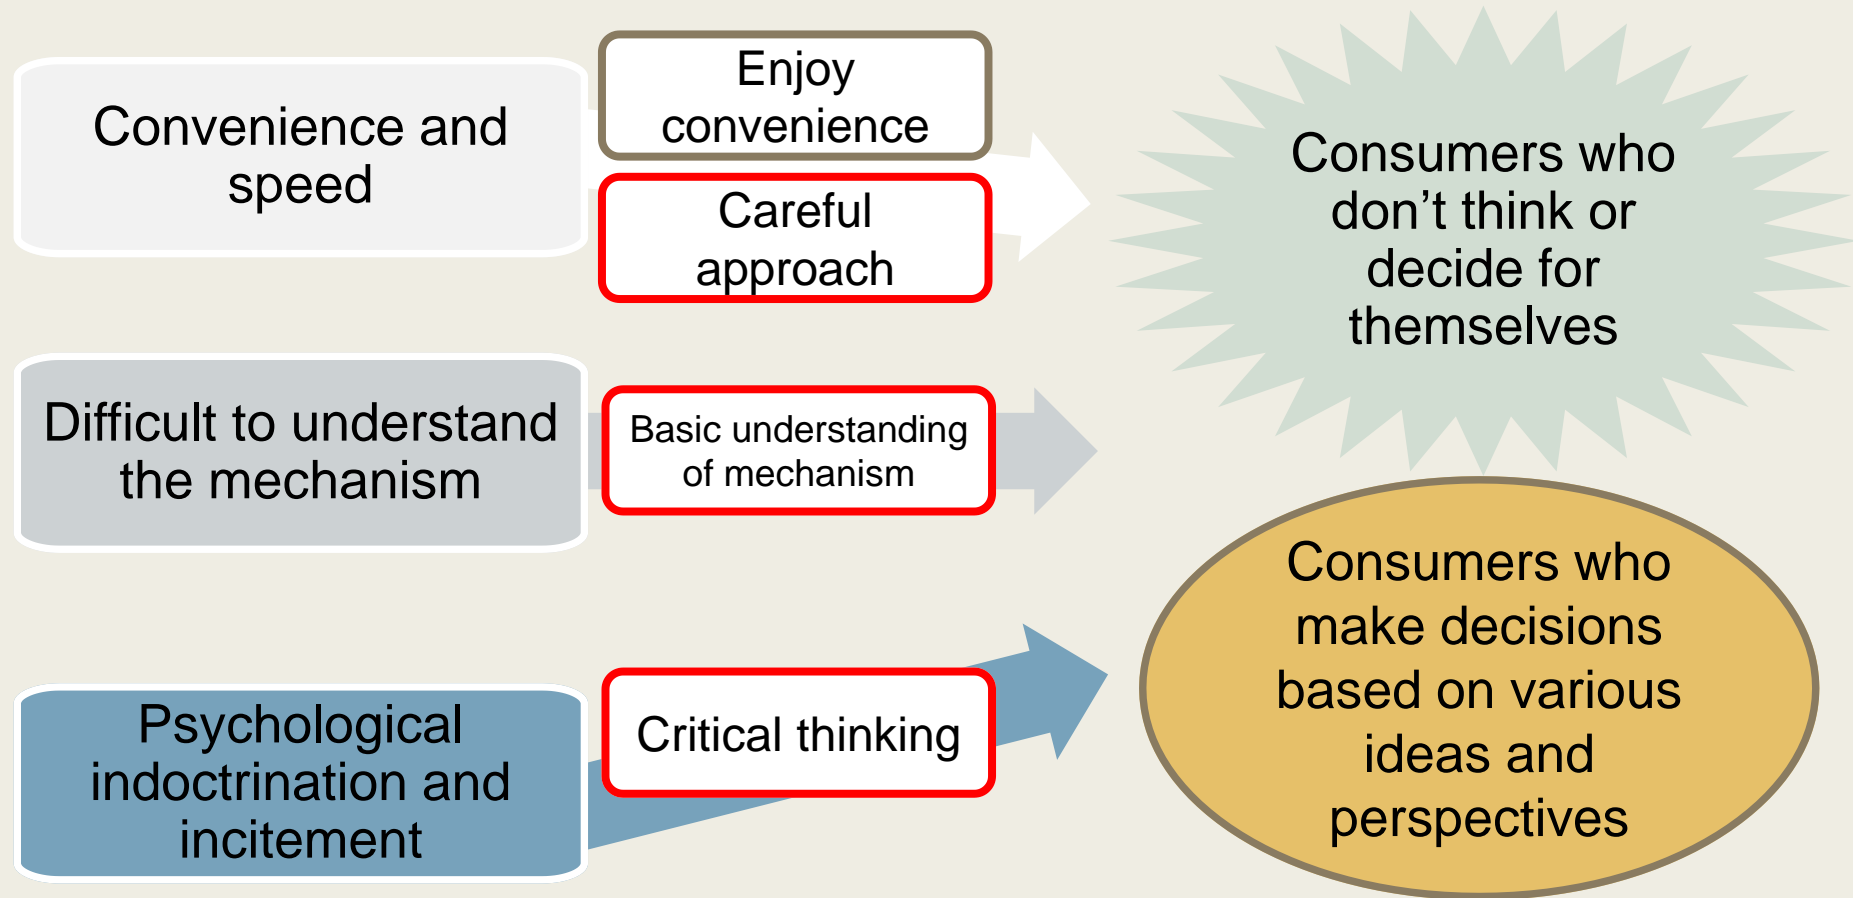 Convenience and
speed
Enjoy
convenience
Careful
approach
Consumers who
don’t think or
decide for
themselves
Difficult to understand
the mechanism
Basic understanding
of mechanism
Psychological
indoctrination and
incitement
Critical thinking
Consumers who
make decisions
based on various
ideas and
perspectives